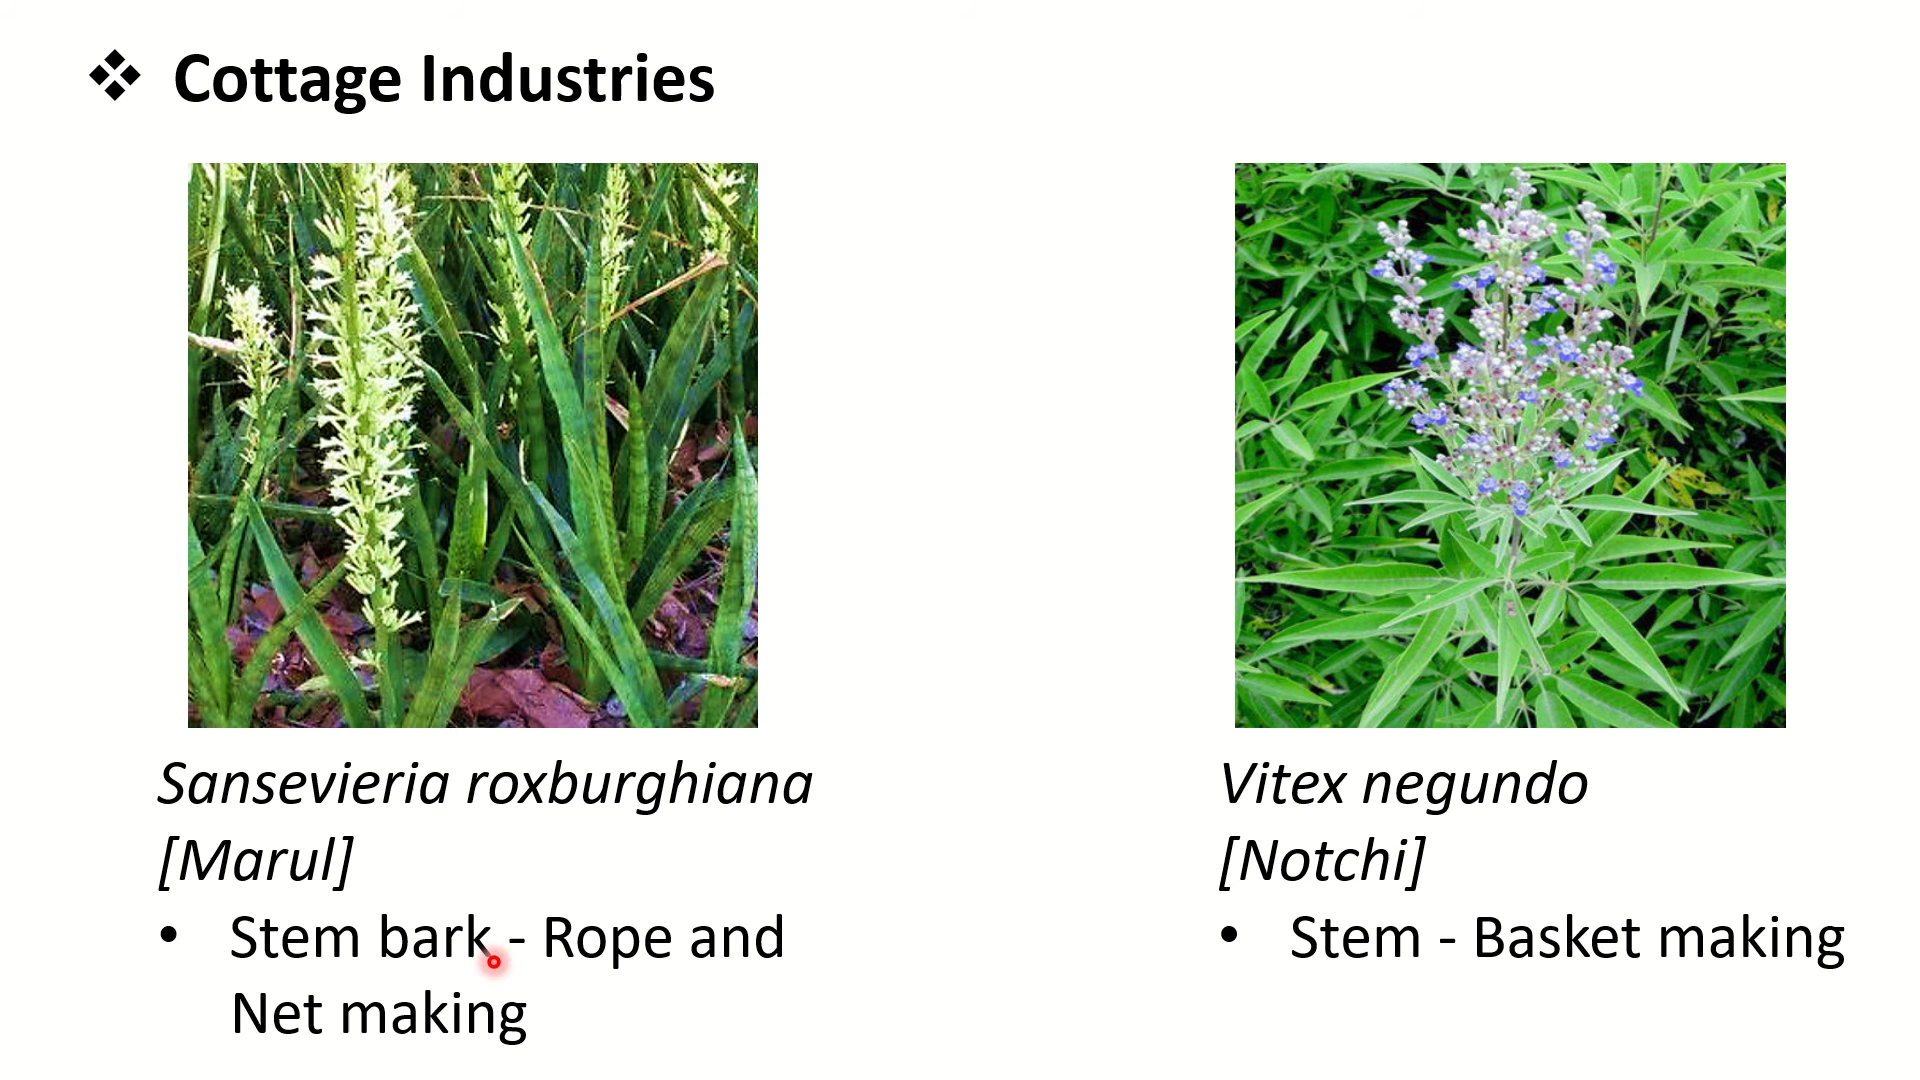 ❖ Cottage Industries
Sansevieria roxburghiana
[Marul]
• Stem bark - Rope and
Net making
Vitex negundo
[Notchi]
• Stem - Basket making